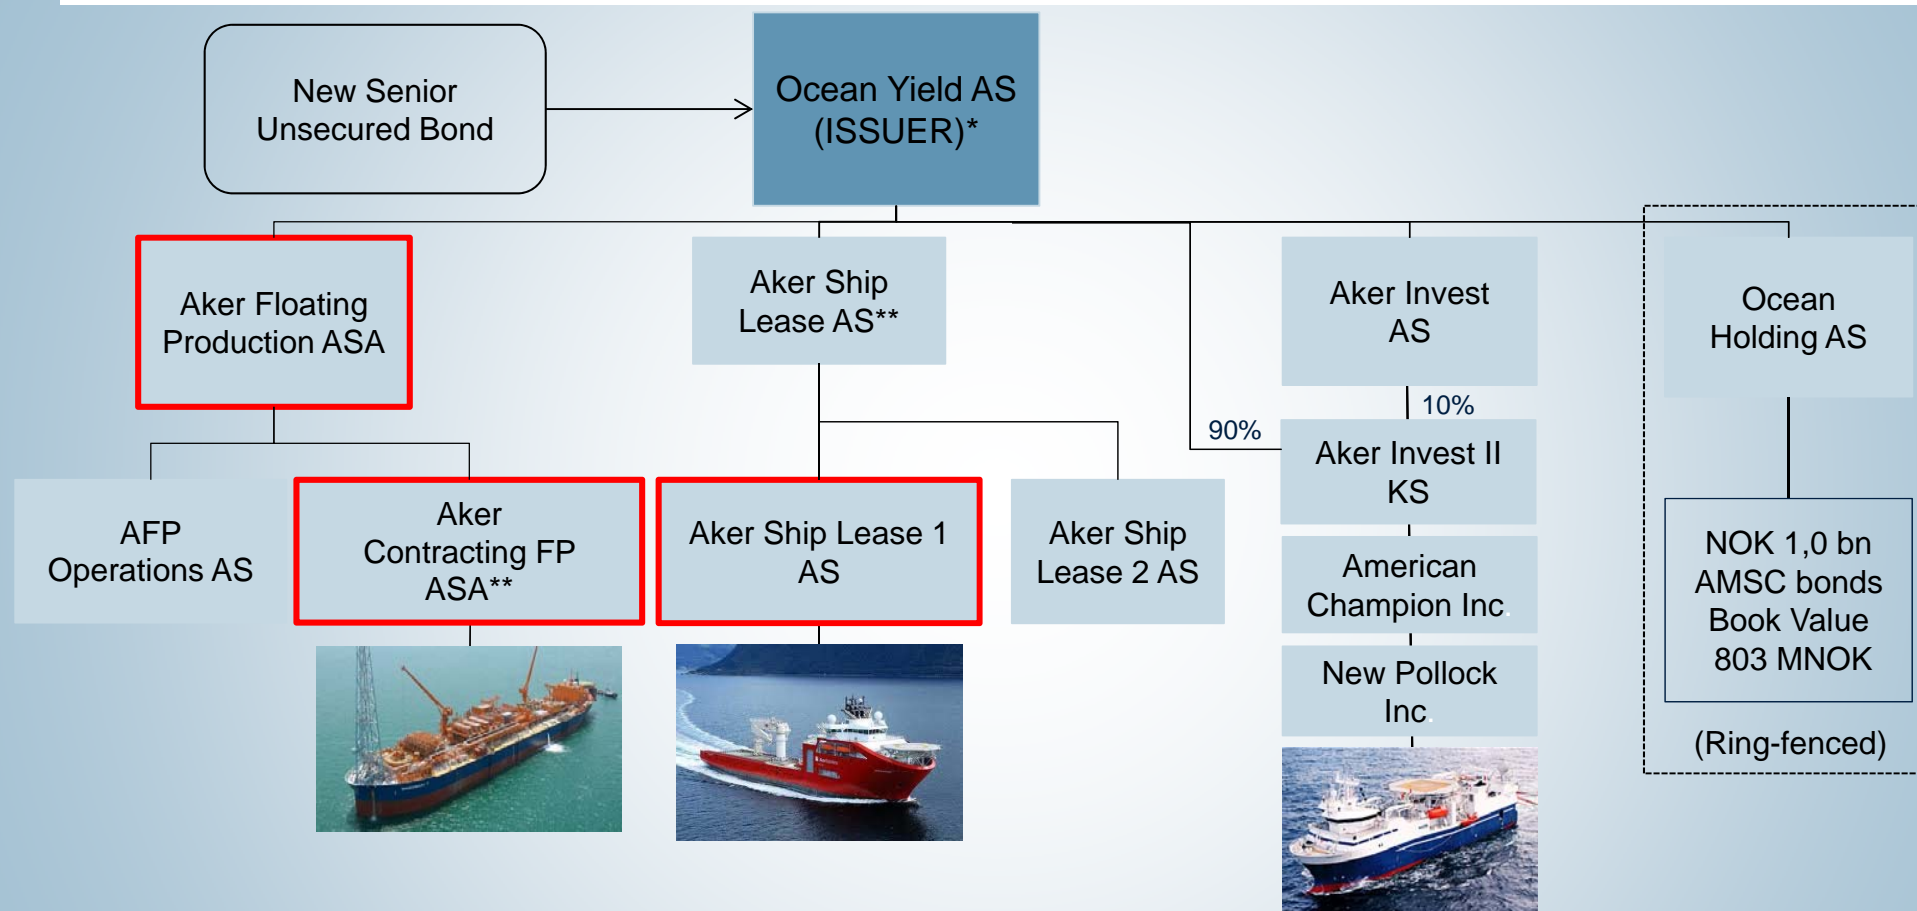 New Senior
Unsecured Bond
Ocean Yield AS
(ISSUER)*
Aker Floating
Production ASA
Aker Ship
Lease AS**
Aker Invest
AS
Ocean
Holding AS
10%
90%
Aker Invest II
KS
AFP
Operations AS
Aker
Contracting FP
ASA**
Aker Ship Lease 1
AS
Aker Ship
Lease 2 AS
American
Champion Inc.
New Pollock
Inc.
NOK 1,0 bn
AMSC bonds
Book Value
803 MNOK
(Ring-fenced)